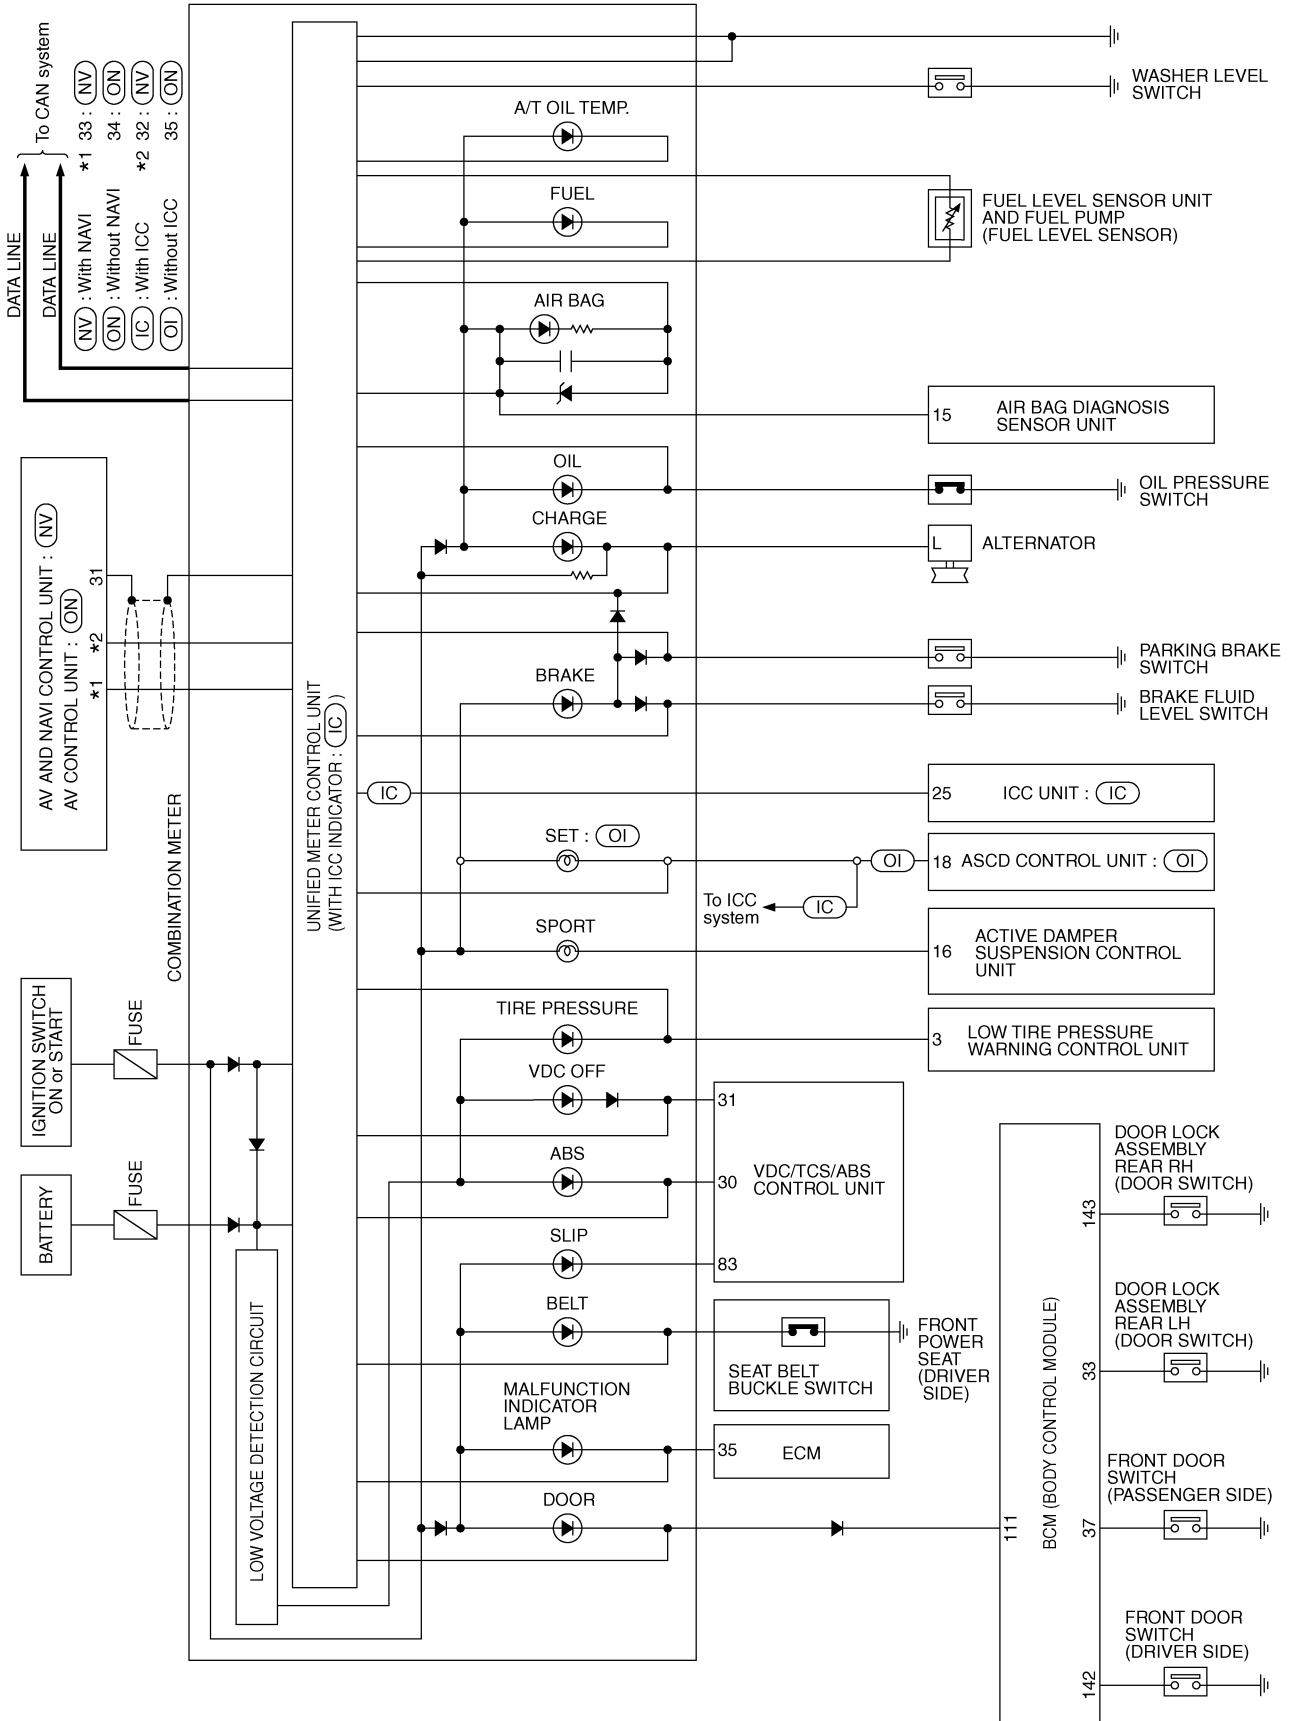 To CAN system
*1 33 : NV
34 : ON
*2 32 : NV
35 : ON
NV : With NAVI
ON : Without NAVI
IC : With ICC
OI : Without ICC
DATA LINE
DATA LINE
AV AND NAVI CONTROL UNIT : NV
AV CONTROL UNIT : ON
31
*2
*1
COMBINATION METER
UNIFIED METER CONTROL UNIT
(WITH ICC INDICATOR : IC )
IGNITION SWITCH
ON or START
FUSE
BATTERY
FUSE
LOW VOLTAGE DETECTION CIRCUIT
WASHER LEVEL
SWITCH
A/T OIL TEMP.
FUEL
FUEL LEVEL SENSOR UNIT
AND FUEL PUMP
(FUEL LEVEL SENSOR)
AIR BAG
15
AIR BAG DIAGNOSIS
SENSOR UNIT
OIL
OIL PRESSURE
SWITCH
CHARGE
L
ALTERNATOR
PARKING BRAKE
SWITCH
BRAKE
BRAKE FLUID
LEVEL SWITCH
IC
25
ICC UNIT : IC
SET : OI
OI
18
ASCD CONTROL UNIT : OI
To ICC
system
IC
SPORT
16
ACTIVE DAMPER
SUSPENSION CONTROL
UNIT
TIRE PRESSURE
3
LOW TIRE PRESSURE
WARNING CONTROL UNIT
VDC OFF
31
ABS
30
VDC/TCS/ABS
CONTROL UNIT
SLIP
83
BELT
SEAT BELT
BUCKLE SWITCH
FRONT
POWER
SEAT
(DRIVER
SIDE)
MALFUNCTION
INDICATOR
LAMP
35
ECM
DOOR
111
BCM (BODY CONTROL MODULE)
DOOR LOCK
ASSEMBLY
REAR RH
(DOOR SWITCH)
143
DOOR LOCK
ASSEMBLY
REAR LH
(DOOR SWITCH)
33
FRONT DOOR
SWITCH
(PASSENGER SIDE)
37
FRONT DOOR
SWITCH
(DRIVER SIDE)
142